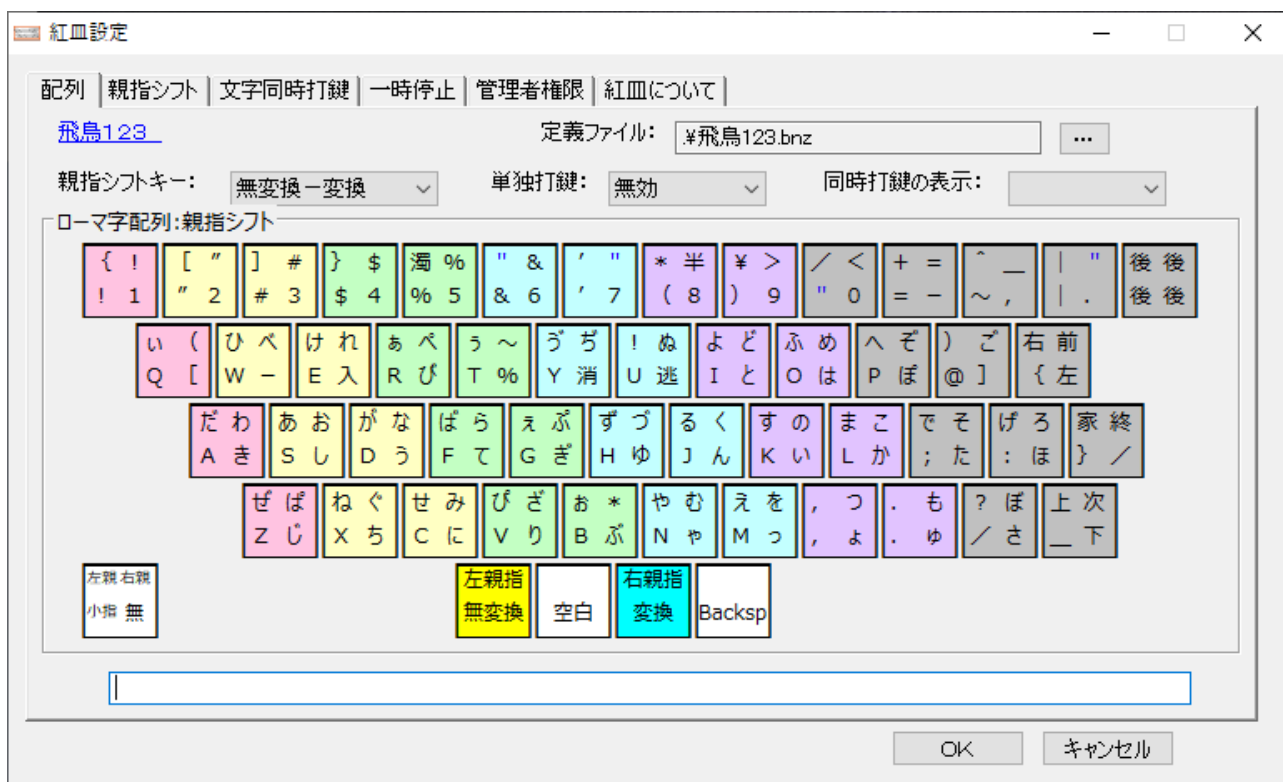 紅皿設定
配列 親指シフト 文字同時打鍵 一時停止 管理者権限 紅皿について
飛鳥123 定義ファイル： .¥飛鳥123.bnz ...
親指シフトキー： 無変換－変換 単独打鍵： 無効 同時打鍵の表示：
ローマ字配列:親指シフト
{ ! [ ″ ] # } $ 濁 % " & ′ " * 半 ¥ > ／ < + = ＾ ＿ | " 後 後
! 1 ″ 2 # 3 $ 4 % 5 & 6 ′ 7 ( 8 ) 9 " 0 = − ～ , | . 後 後
ぃ ( ひ べ け れ ぁ ぺ ぅ ～ ゔ ぢ ! ぬ よ ど ふ め へ ぞ ) ご 右 前
Q [ W − E 入 R び T % Y 消 U 逃 I と O は P ぽ @ ] { 左
だ わ あ お が な ば ら ぇ ぷ ず づ る く す の ま こ で そ げ ろ 家 終
A き S し D う F て G ぎ H ゆ J ん K い L か ; た : ほ } ／
ぜ ぱ ね ぐ せ み ぴ ざ ぉ * や む え を , つ . も ? ぼ 上 次
Z じ X ち C に V り B ぶ N ゃ M っ , ょ . ゅ ／ さ ＿ 下
左親 右親 左親指 右親指
小指 無 無変換 空白 変換 Backsp
OK キャンセル